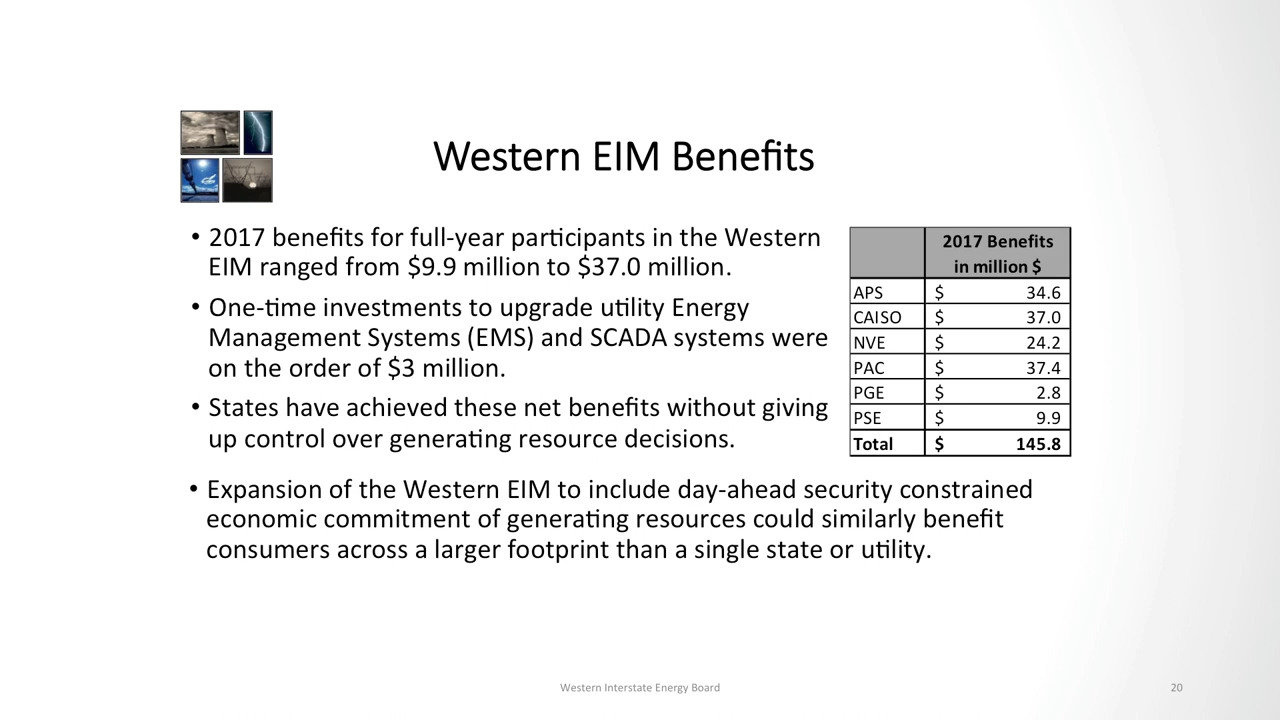 Western EIM Benefits
• 2017 benefits for full-year participants in the Western
EIM ranged from $9.9 million to $37.0 million.
• One-time investments to upgrade utility Energy
Management Systems (EMS) and SCADA systems were
on the order of $3 million.
• States have achieved these net benefits without giving
up control over generating resource decisions.
2017 Benefits
in million $
APS $ 34.6
CAISO $ 37.0
NVE $ 24.2
PAC $ 37.4
PGE $ 2.8
PSE $ 9.9
Total $ 145.8
• Expansion of the Western EIM to include day-ahead security constrained
economic commitment of generating resources could similarly benefit
consumers across a larger footprint than a single state or utility.
Western Interstate Energy Board
20